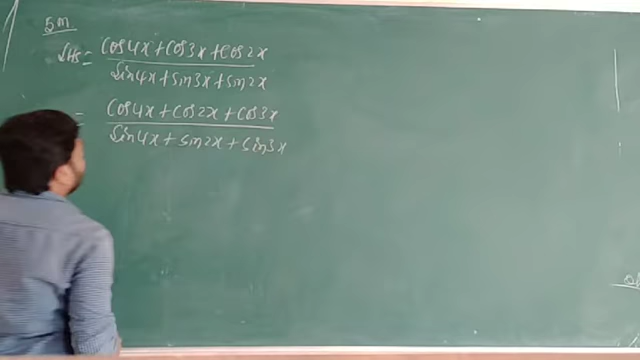 5m
LHS = cos4x + cos3x + cos2x
sin4x + sin3x + sin2x
= cos4x + cos2x + cos3x
sin4x + sin2x + sin3x